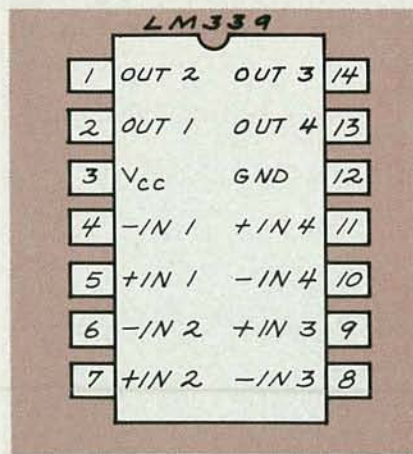 LM339
1 OUT 2 OUT 3 14
2 OUT 1 OUT 4 13
3 VCC GND 12
4 -IN 1 +IN 4 11
5 +IN 1 -IN 4 10
6 -IN 2 +IN 3 9
7 +IN 2 -IN 3 8